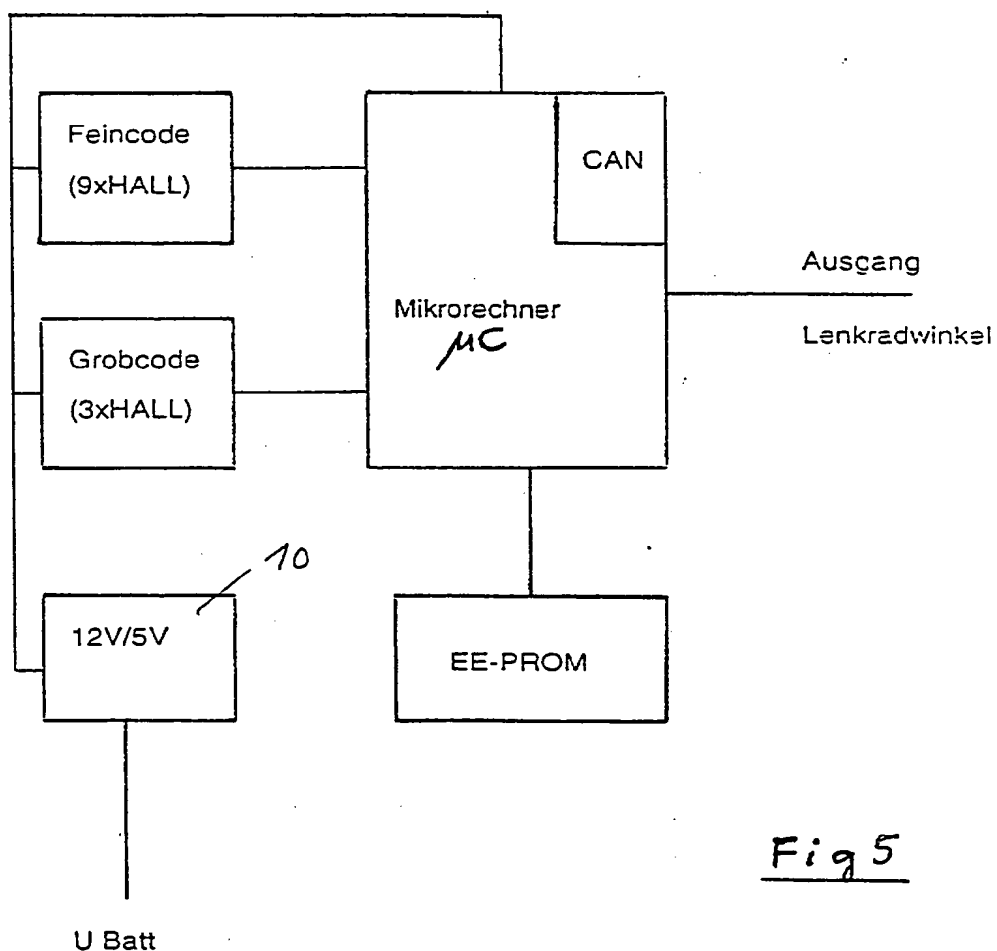 Feincode
(9xHALL)
CAN
Ausgang
Mikrorechner
µC
Lenkradwinkel
Grobcode
(3xHALL)
10
12V/5V
EE-PROM
Fig 5
U Batt